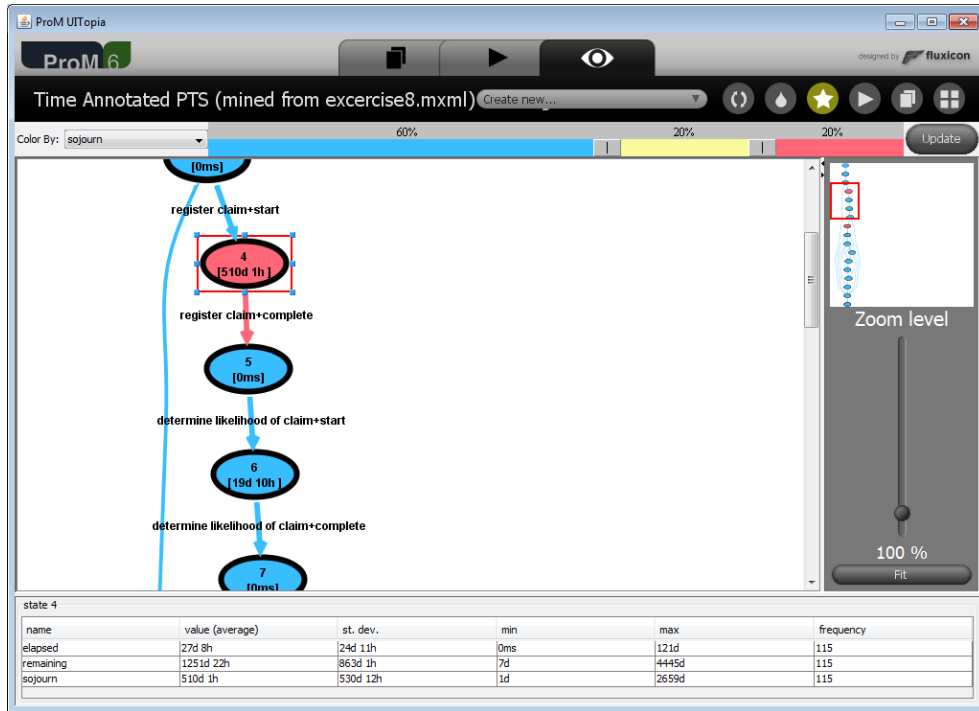 ProM UITopia
ProM 6
designed by fluxicon
Time Annotated PTS (mined from excercise8.mxml)
Create new...
Color By: sojourn
60% 20% 20%
Update
[0ms]
register claim+start
4
[510d 1h ]
register claim+complete
5
[0ms]
determine likelihood of claim+start
6
[19d 10h ]
determine likelihood of claim+complete
7
[0ms]
Zoom level
100 %
Fit
state 4
name value (average) st. dev. min max frequency
elapsed 27d 8h 24d 11h 0ms 121d 115
remaining 1251d 22h 863d 1h 7d 4445d 115
sojourn 510d 1h 530d 12h 1d 2659d 115